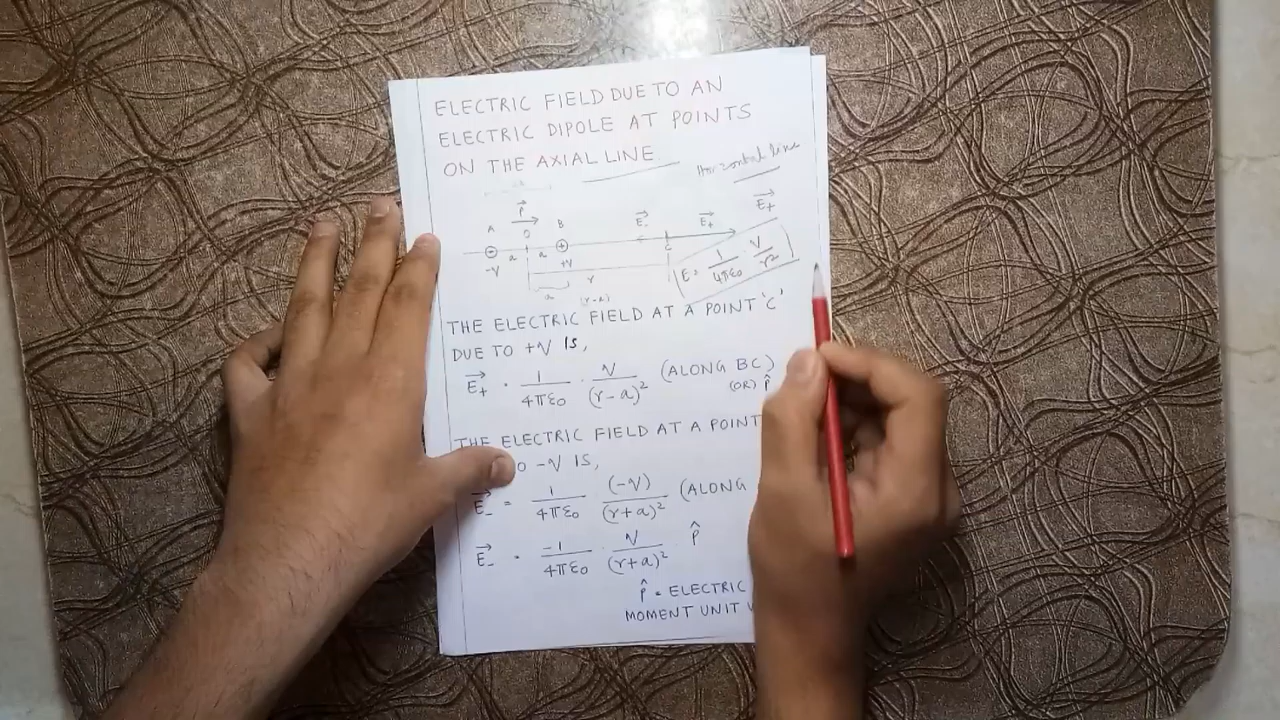 ELECTRIC FIELD DUE TO AN
ELECTRIC DIPOLE AT POINTS
ON THE AXIAL LINE
Horizontal line
A O B C
P⃗ E⃗- E⃗+ E⃗+
-q a a +q
r
a (r-a)
E = 1/4πε0 q/r²
THE ELECTRIC FIELD AT A POINT 'C'
DUE TO +q IS,
E⃗+ = 1/4πε0 . q/(r-a)² (ALONG BC)
(OR) p̂
THE ELECTRIC FIELD AT A POINT
O -q IS,
E⃗- = 1/4πε0 . (-q)/(r+a)² (ALONG
E⃗- = -1/4πε0 . q/(r+a)² p̂
p̂ = ELECTRIC
MOMENT UNIT